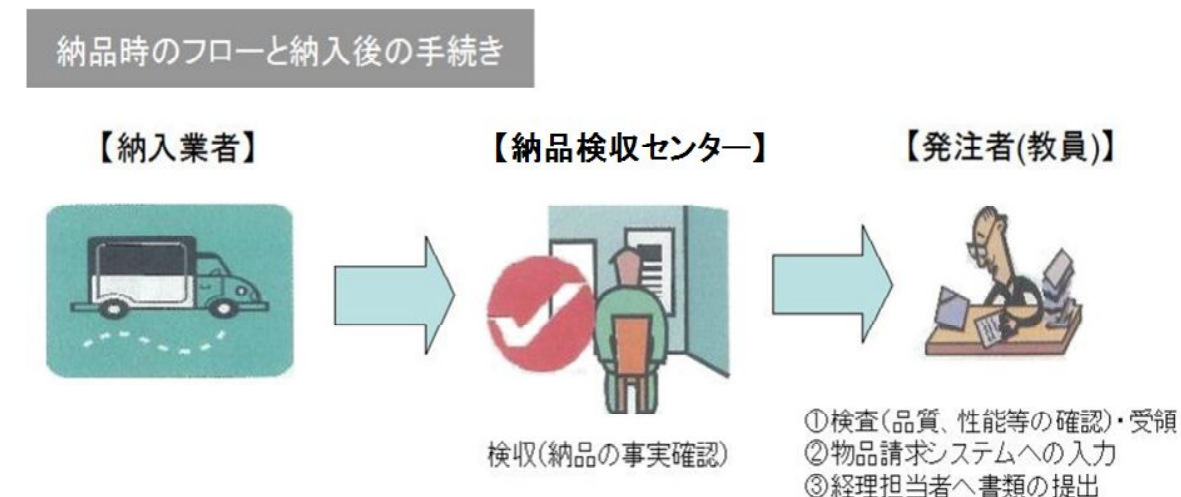 納品時のフローと納入後の手続き
【納入業者】
【納品検収センター】
【発注者(教員)】
検収(納品の事実確認)
①検査(品質、性能等の確認)・受領
②物品請求システムへの入力
③経理担当者へ書類の提出